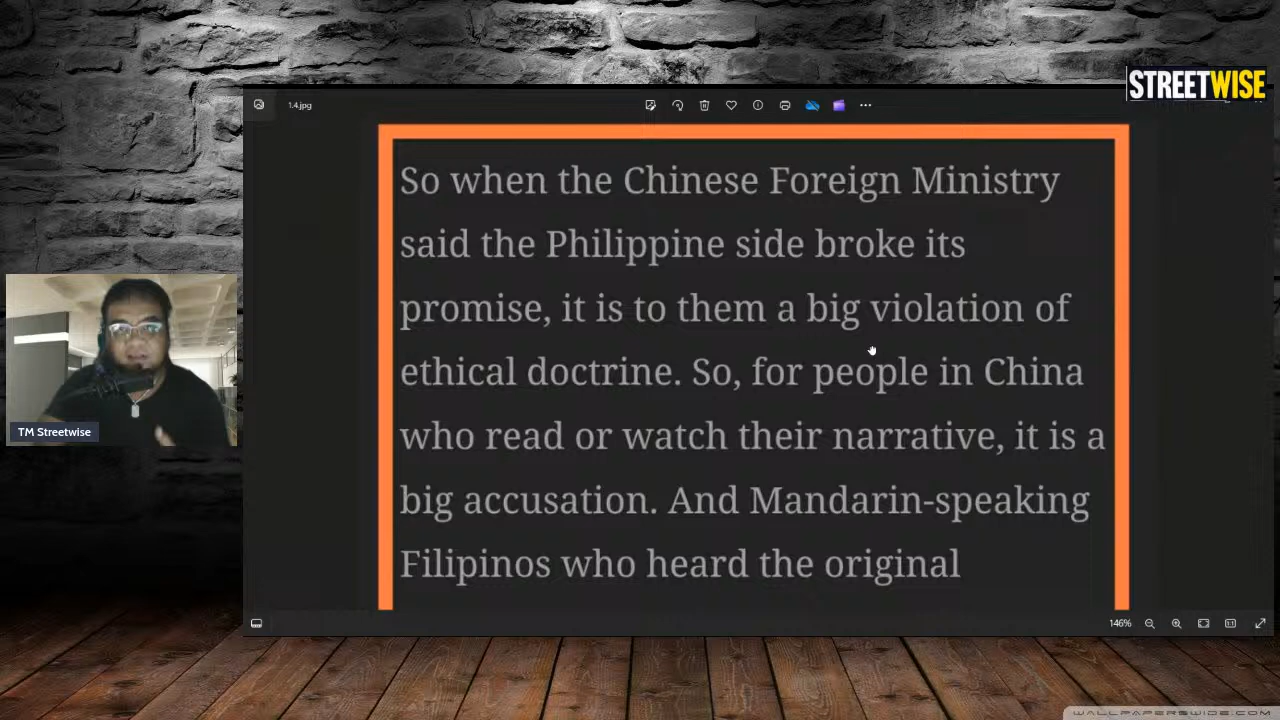 STREETWISE
1.4.jpg
So when the Chinese Foreign Ministry
said the Philippine side broke its
promise, it is to them a big violation of
ethical doctrine. So, for people in China
who read or watch their narrative, it is a
big accusation. And Mandarin-speaking
Filipinos who heard the original
TM Streetwise
146%
WALLPAPERSWIDE.COM